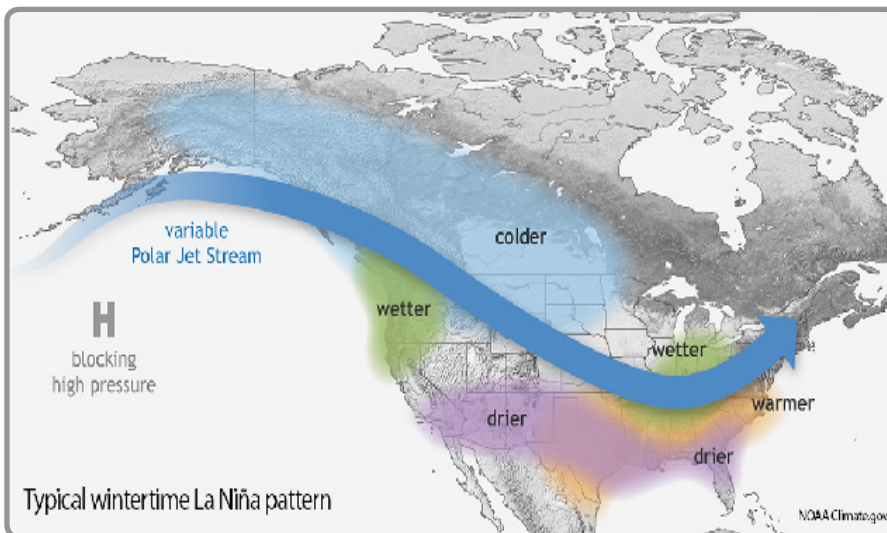 colder
variable
Polar Jet Stream
wetter
H
blocking
high pressure
wetter
warmer
drier
drier
Typical wintertime La Niña pattern
NOAA Climate.gov